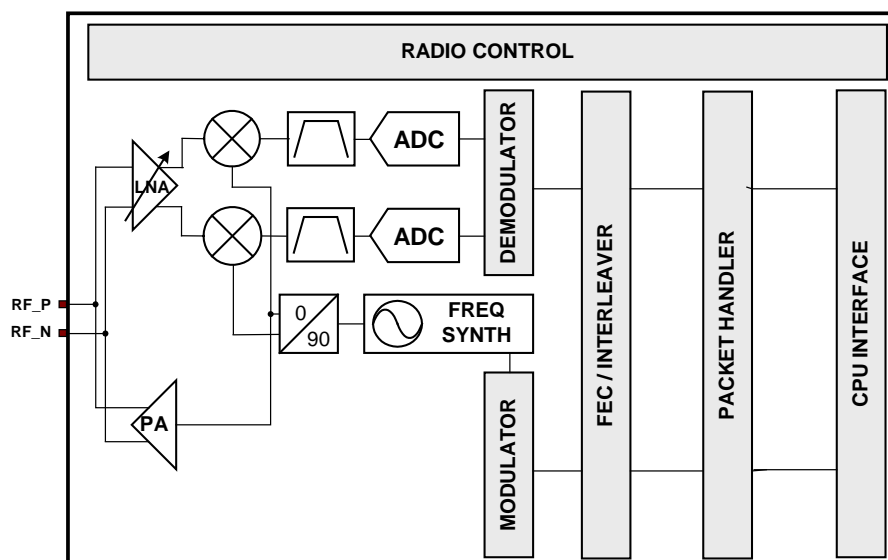 RADIO CONTROL
ADC
LNA
ADC
DEMODULATOR
FEC / INTERLEAVER
PACKET HANDLER
CPU INTERFACE
RF_P
RF_N
0
90
FREQ
SYNTH
PA
MODULATOR